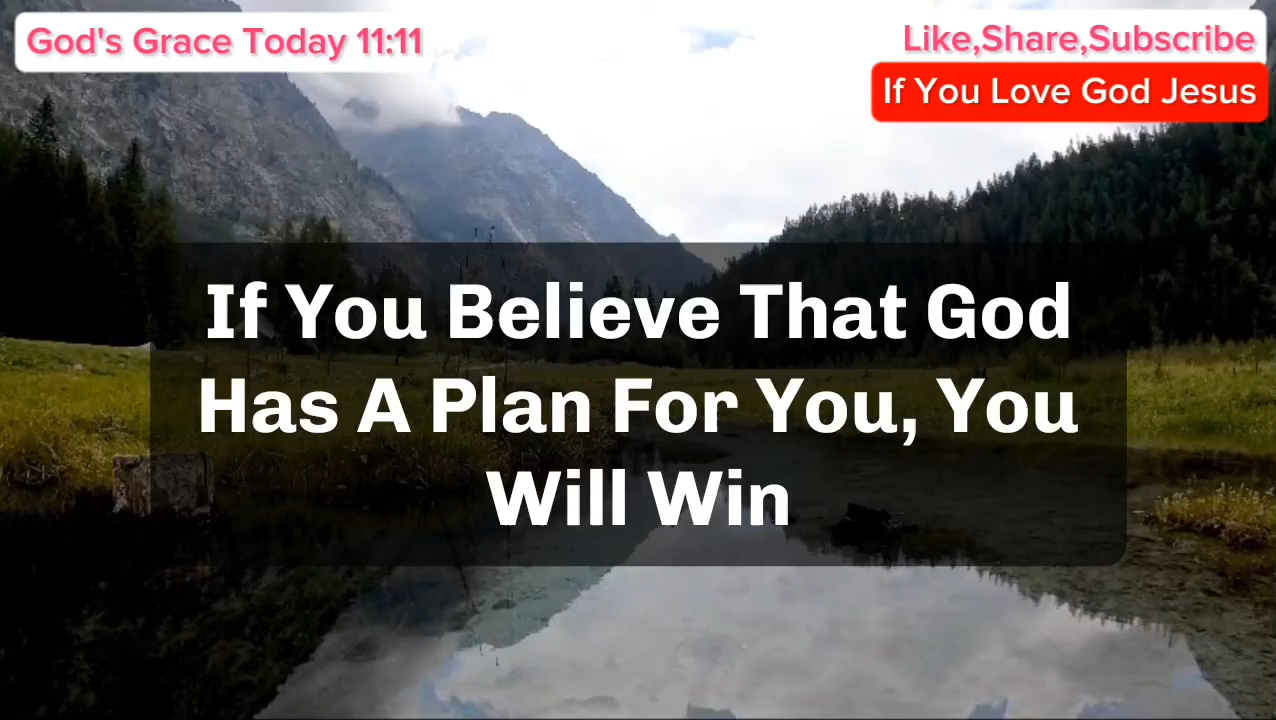 God's Grace Today 11:11
Like,Share,Subscribe
If You Love God Jesus
If You Believe That God
Has A Plan For You, You
Will Win